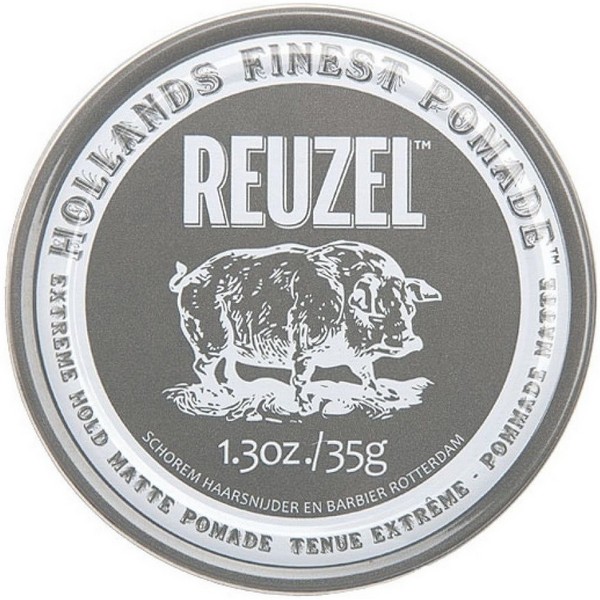 HOLLANDS FINEST POMADE™
REUZEL™
1.3oz./35g
SCHOREM HAARSNIJDER EN BARBIER ROTTERDAM
EXTREME HOLD MATTE POMADE TENUE EXTRÊME - POMMADE MATTE